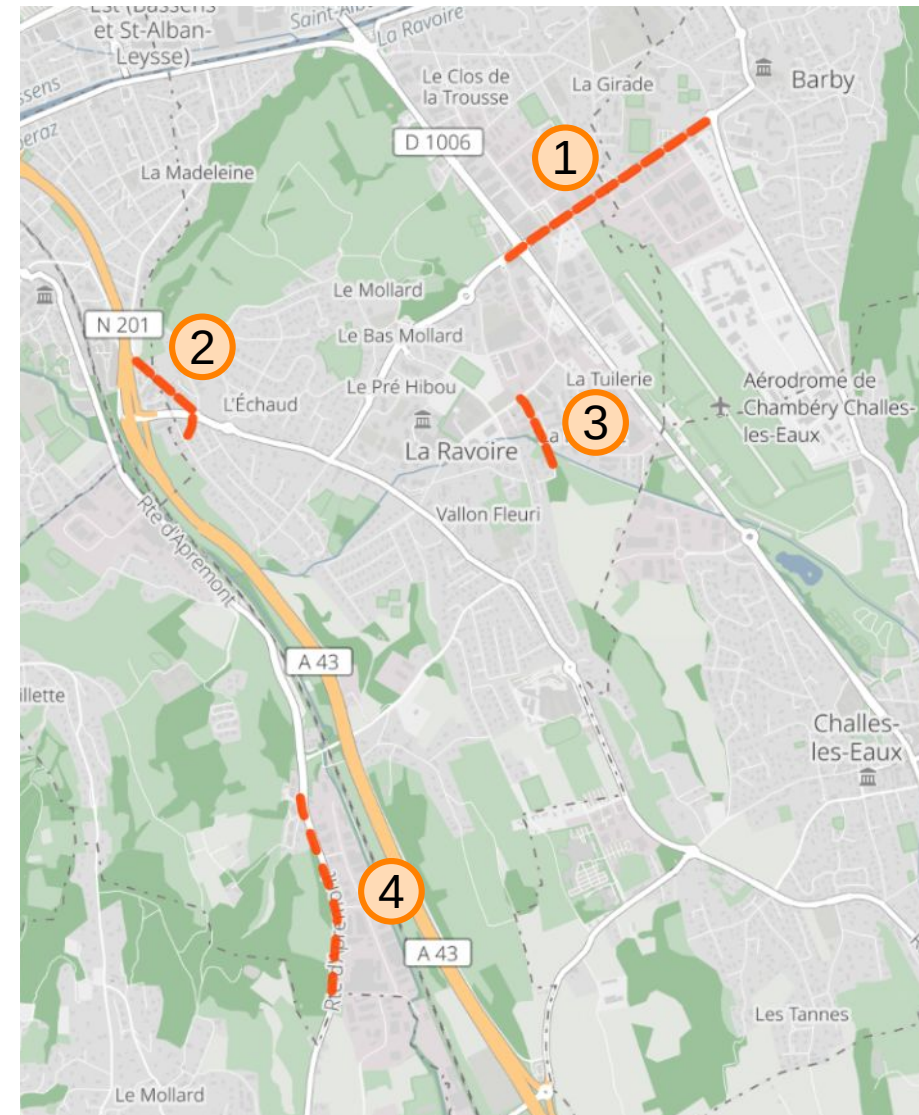 Est (Bassens
et St-Alban-
Leysse)
La Ravoire
Le Clos de
la Trousse
La Girade
Barby
D 1006
1
La Madeleine
Le Mollard
N 201
2
Le Bas Mollard
L'Échaud
Le Pré Hibou
La Tuilerie
Aérodrome de
Chambéry Challes-
les-Eaux
3
La Ravoire
Vallon Fleuri
Rte d'Apremont
A 43
illette
Challes-
les-Eaux
4
Rte d'Apremont
A 43
Les Tannes
Le Mollard